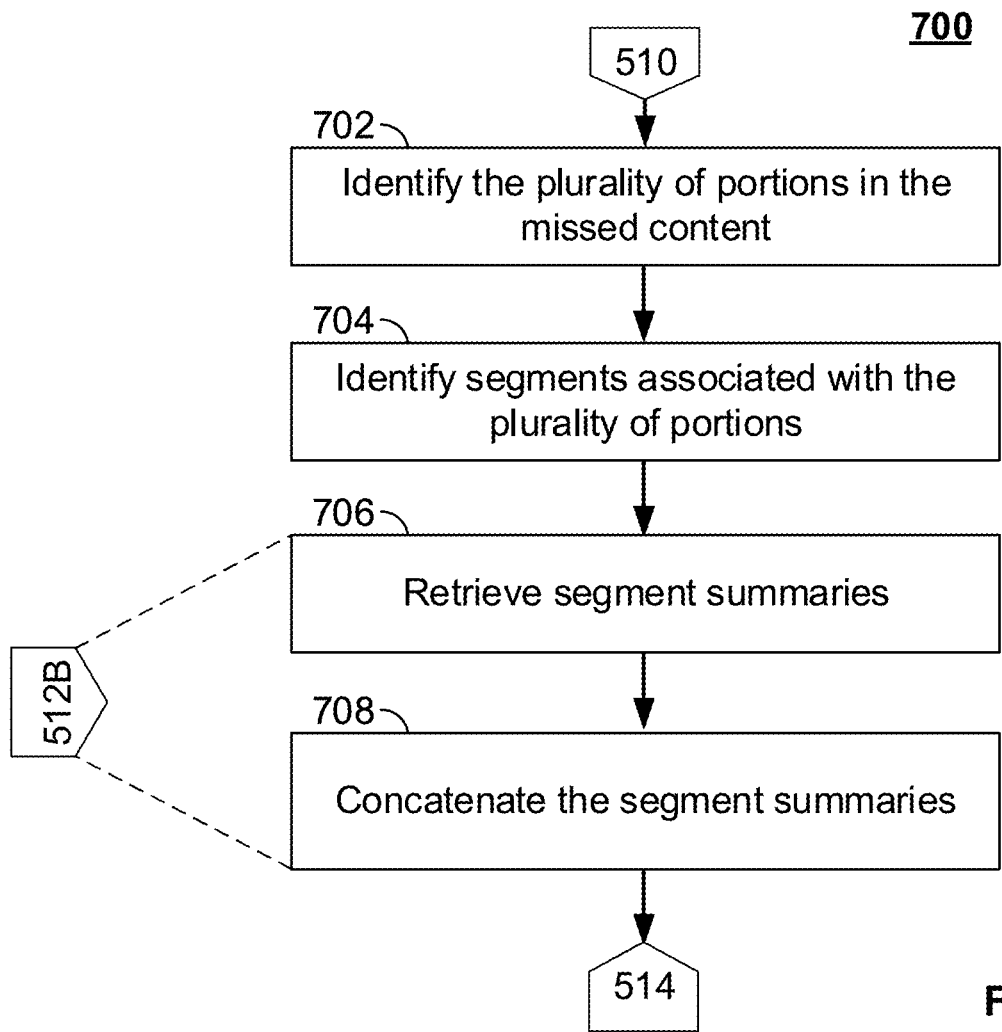 700
510
702
Identify the plurality of portions in the
missed content
704
Identify segments associated with the
plurality of portions
706
Retrieve segment summaries
512B
708
Concatenate the segment summaries
514
F